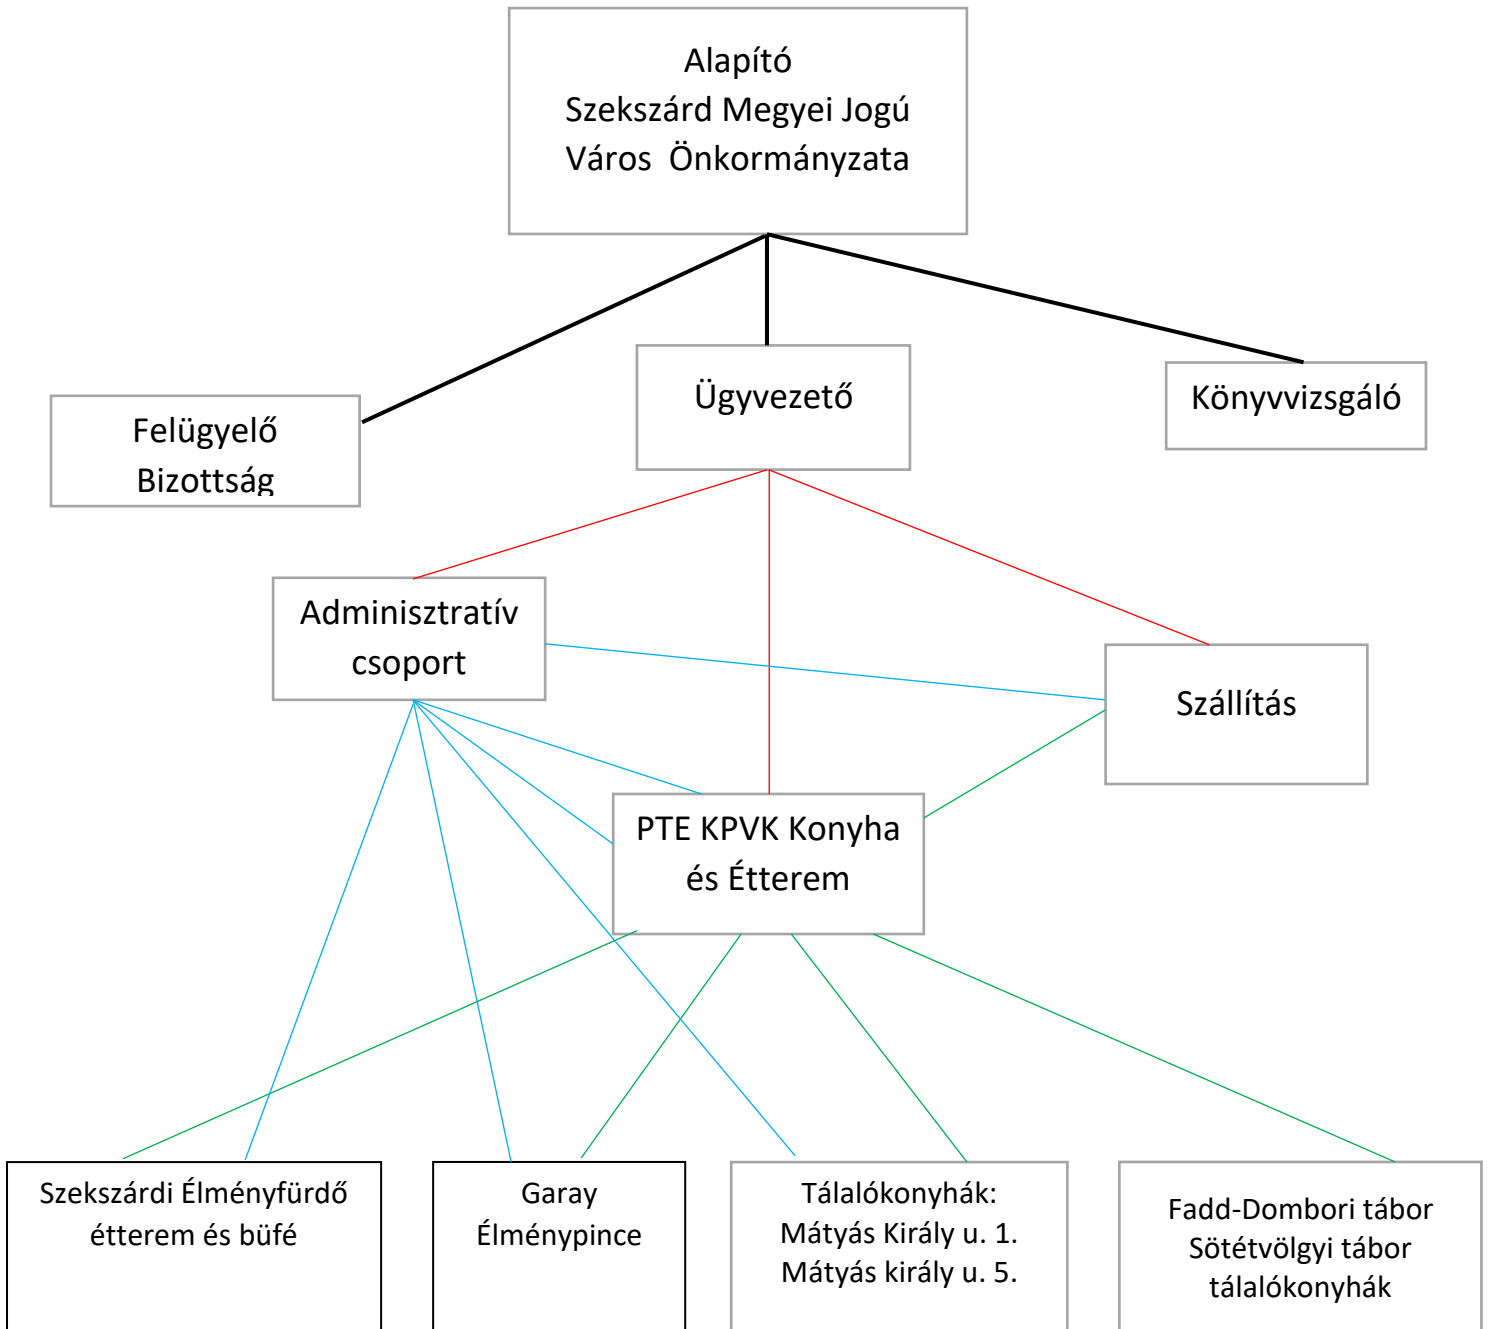 Alapító
Szekszárd Megyei Jogú
Város Önkormányzata
Ügyvezető
Könyvvizsgáló
Felügyelő
Bizottság
Adminisztratív
csoport
Szállítás
PTE KPVK Konyha
és Étterem
Szekszárdi Élményfürdő
étterem és büfé
Garay
Élménypince
Tálalókonyhák:
Mátyás Király u. 1.
Mátyás király u. 5.
Fadd-Dombori tábor
Sötétvölgyi tábor
tálalókonyhák